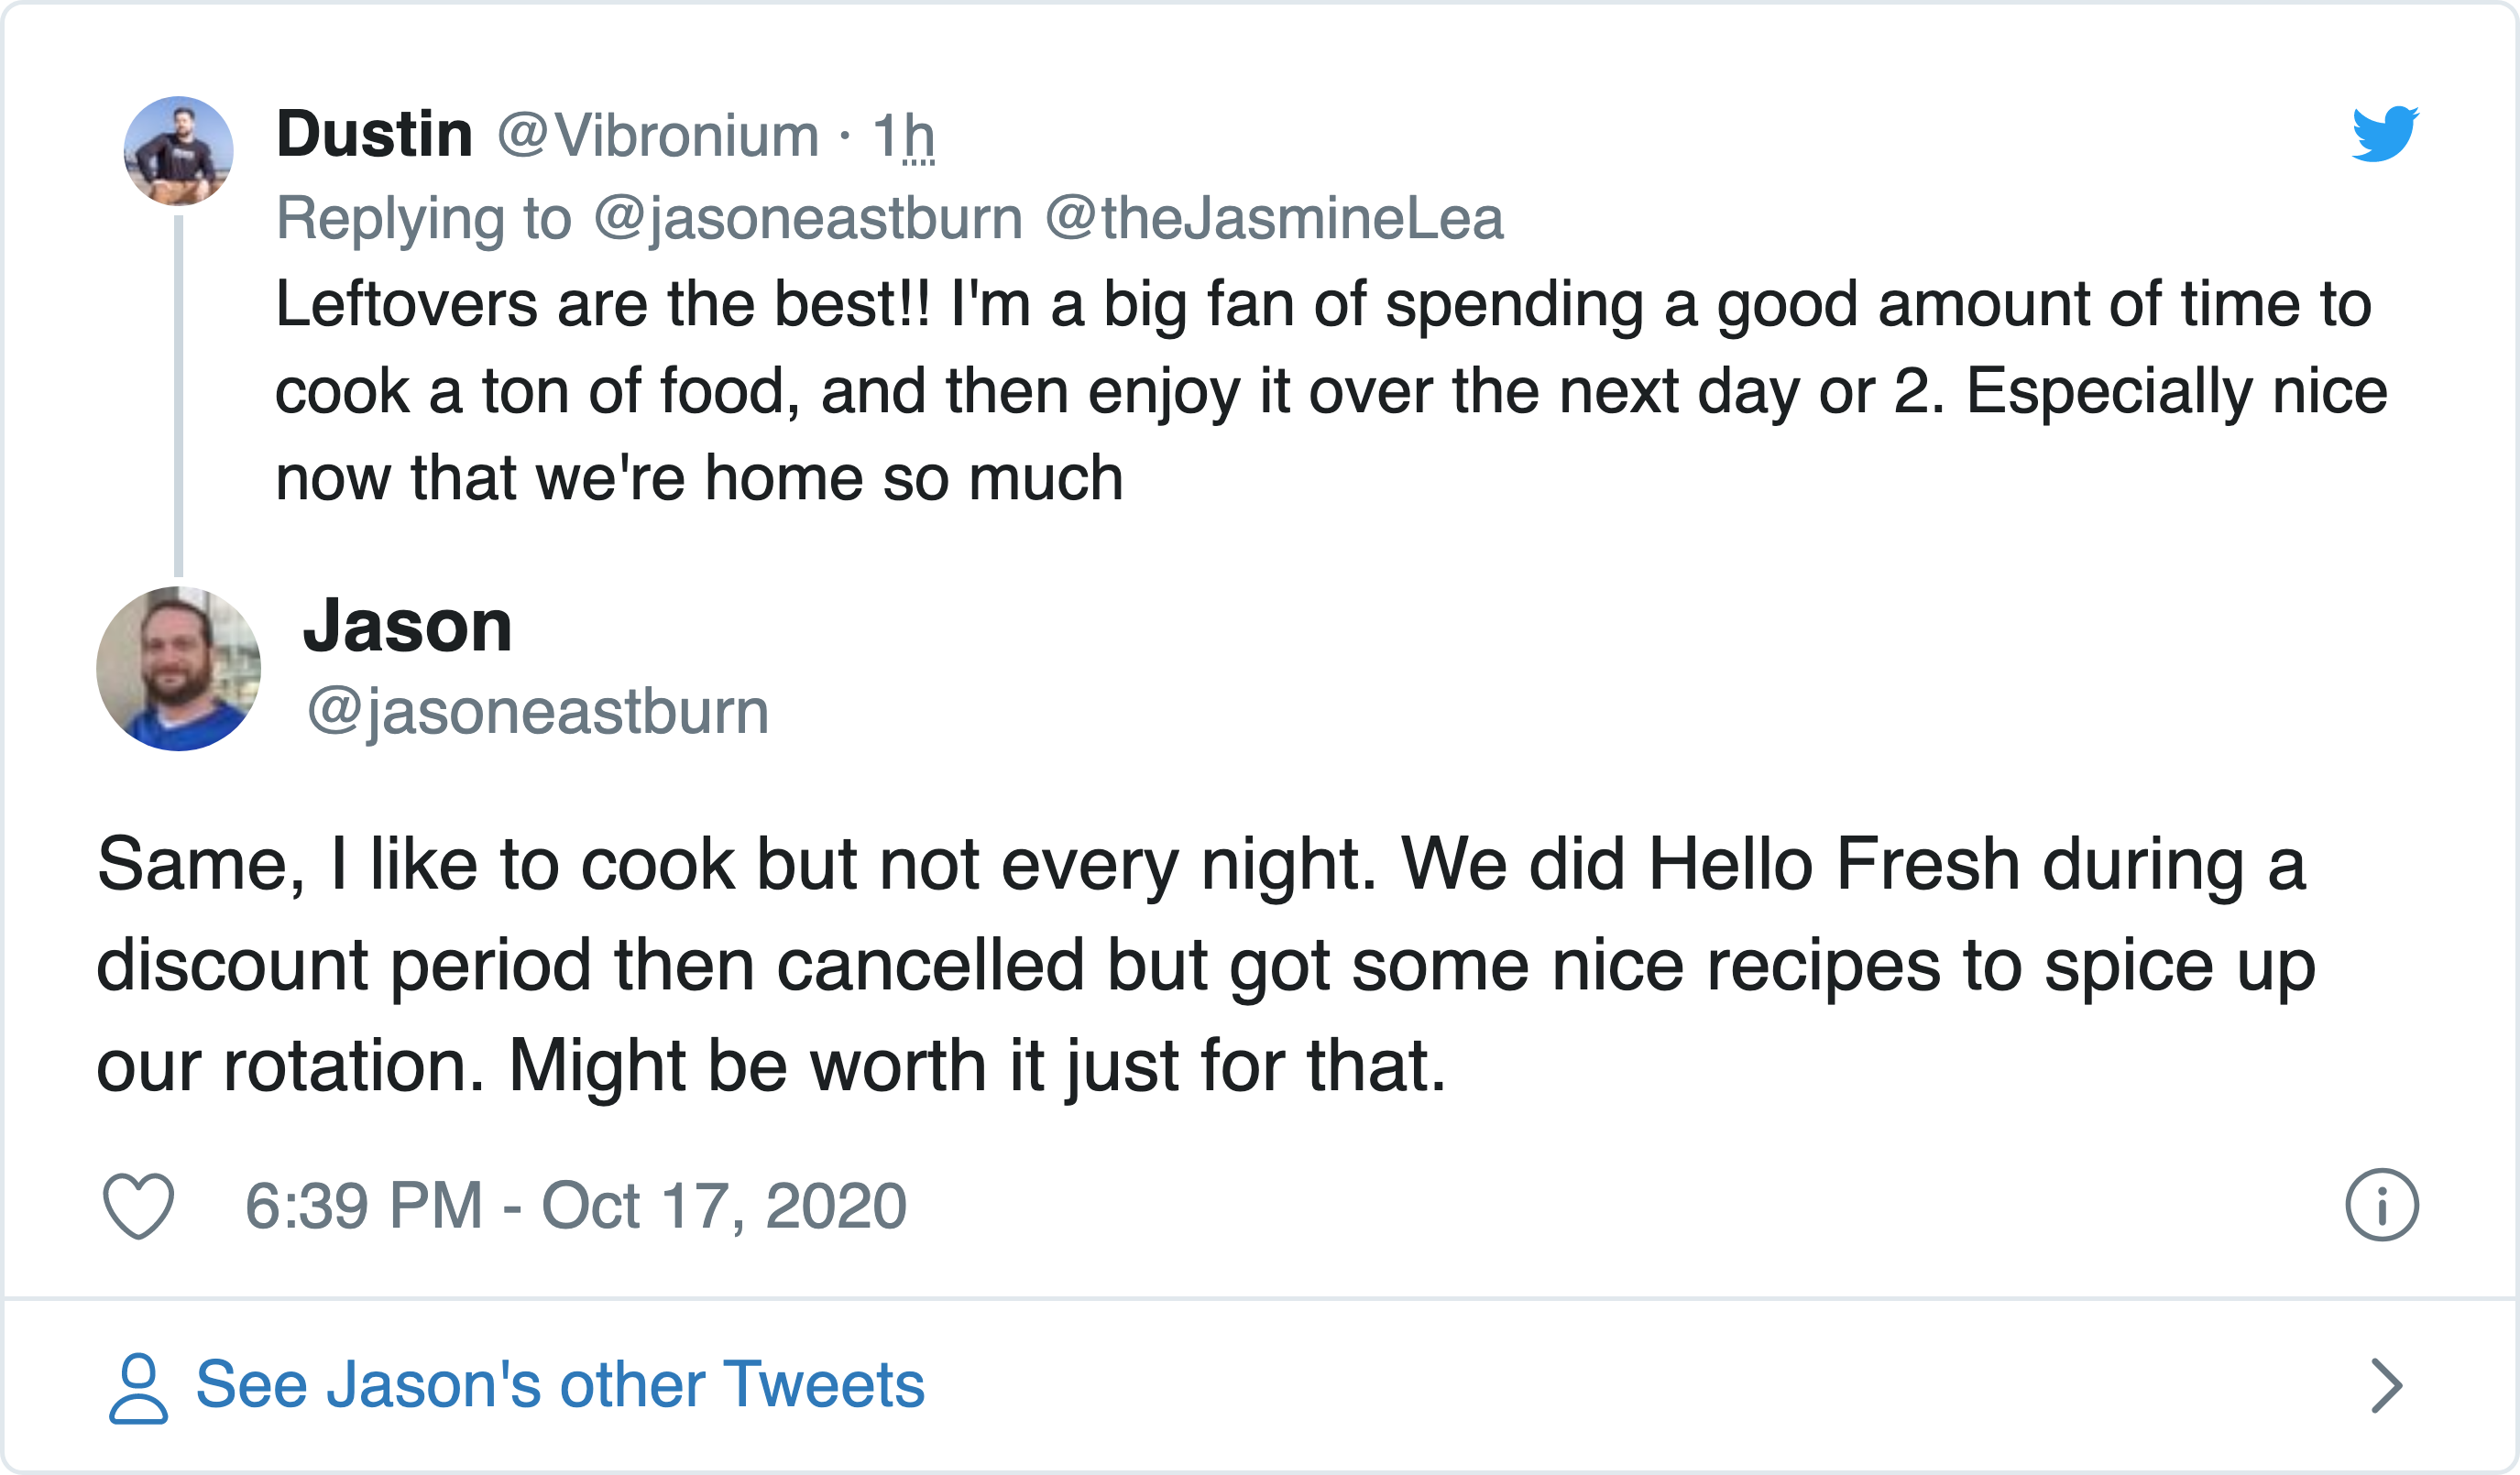 Dustin @Vibronium · 1h
Replying to @jasoneastburn @theJasmineLea
Leftovers are the best!! I'm a big fan of spending a good amount of time to
cook a ton of food, and then enjoy it over the next day or 2. Especially nice
now that we're home so much
Jason
@jasoneastburn
Same, I like to cook but not every night. We did Hello Fresh during a
discount period then cancelled but got some nice recipes to spice up
our rotation. Might be worth it just for that.
6:39 PM - Oct 17, 2020
See Jason's other Tweets